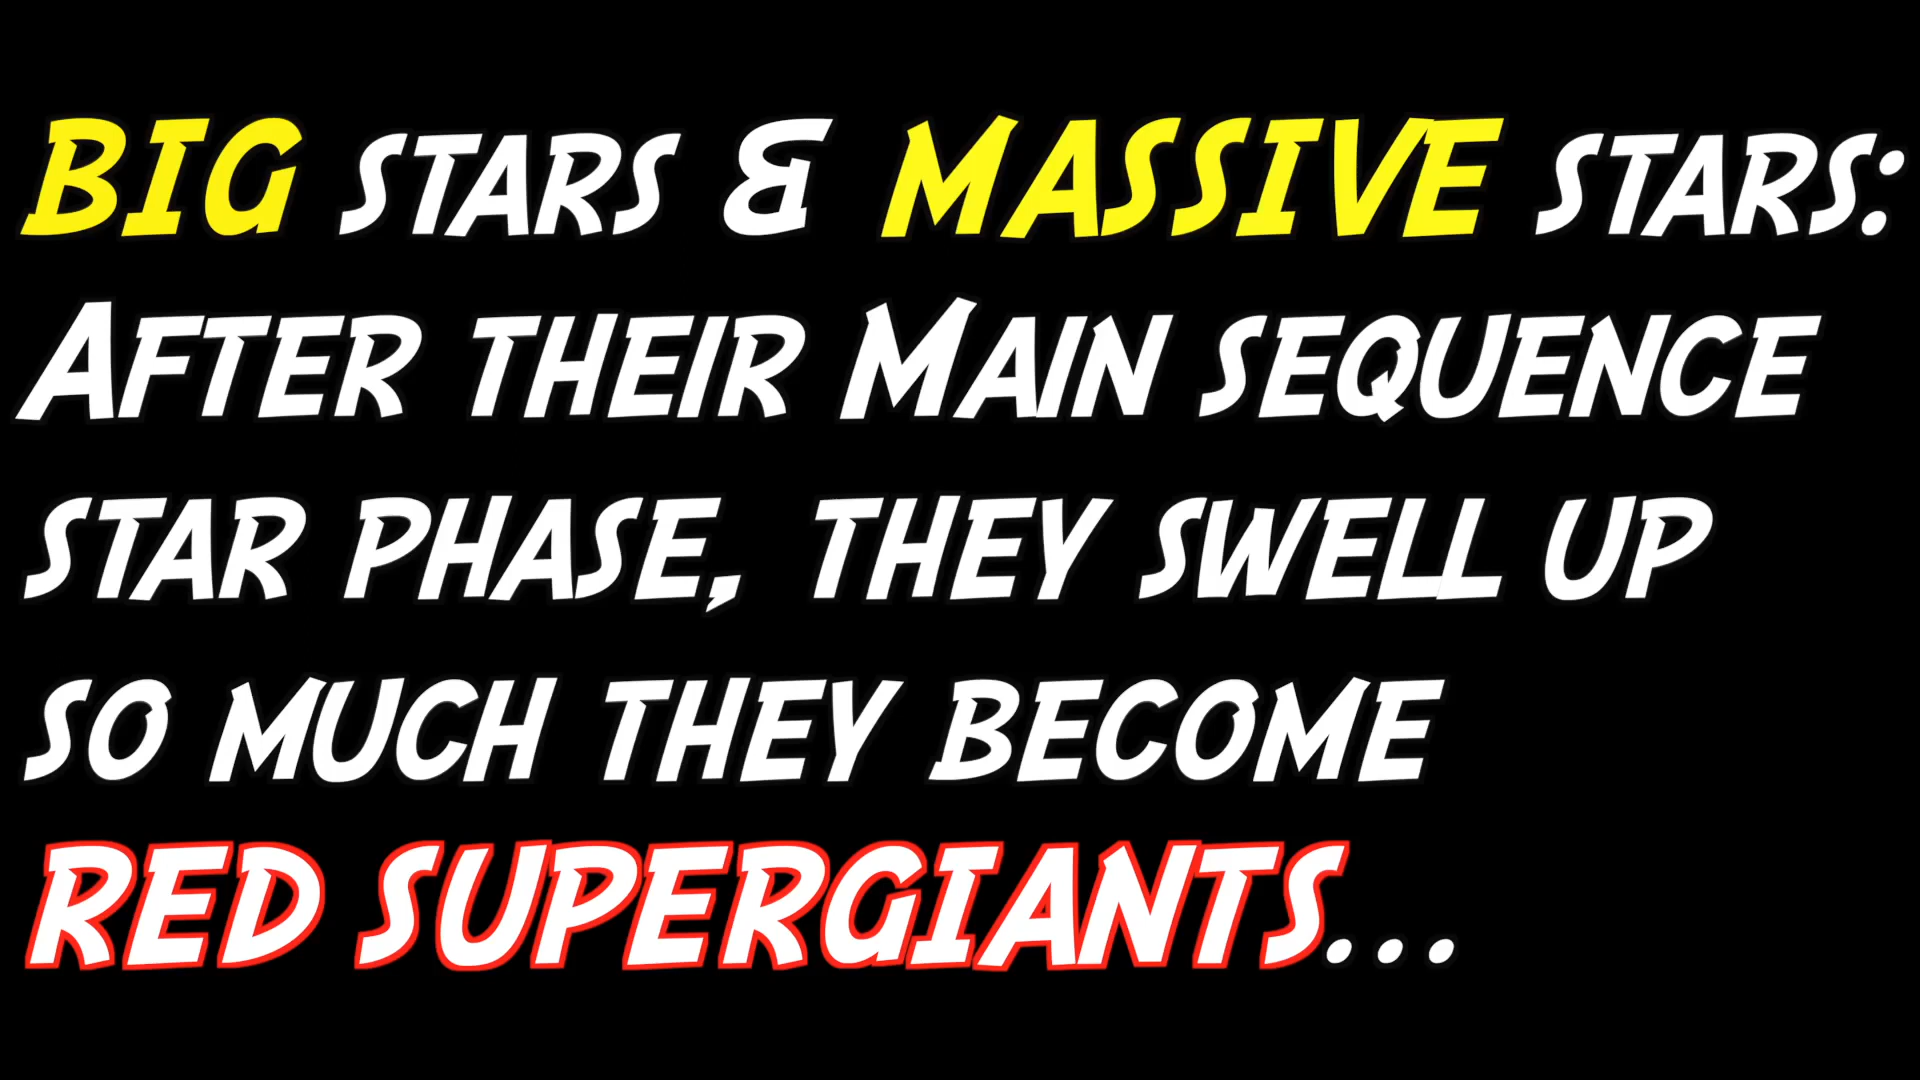 BIG STARS & MASSIVE STARS:
AFTER THEIR MAIN SEQUENCE
STAR PHASE, THEY SWELL UP
SO MUCH THEY BECOME
RED SUPERGIANTS...